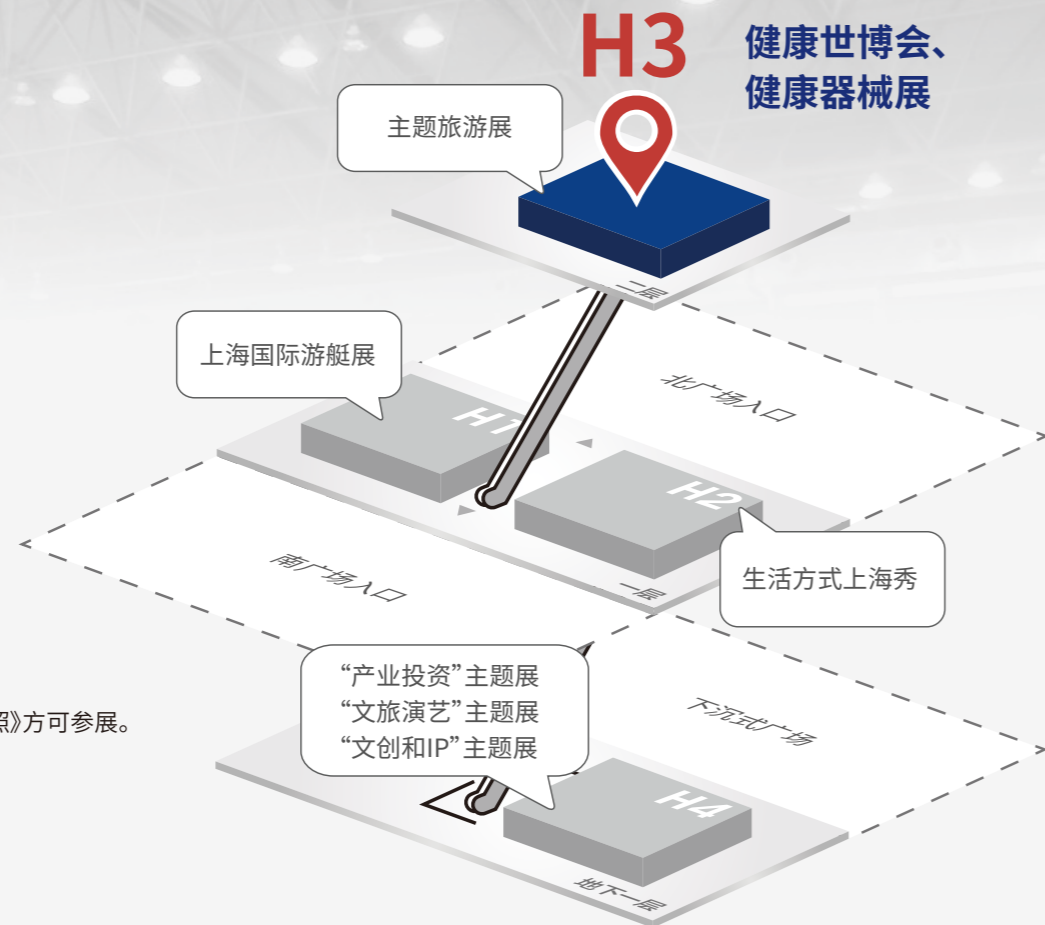 H3
健康世博会、
健康器械展
主题旅游展
二层
上海国际游艇展
北广场入口
H1
H2
南广场入口
一层
生活方式上海秀
“产业投资”主题展
“文旅演艺”主题展
“文创和IP”主题展
下沉式广场
照》方可参展。
H4
地下一层